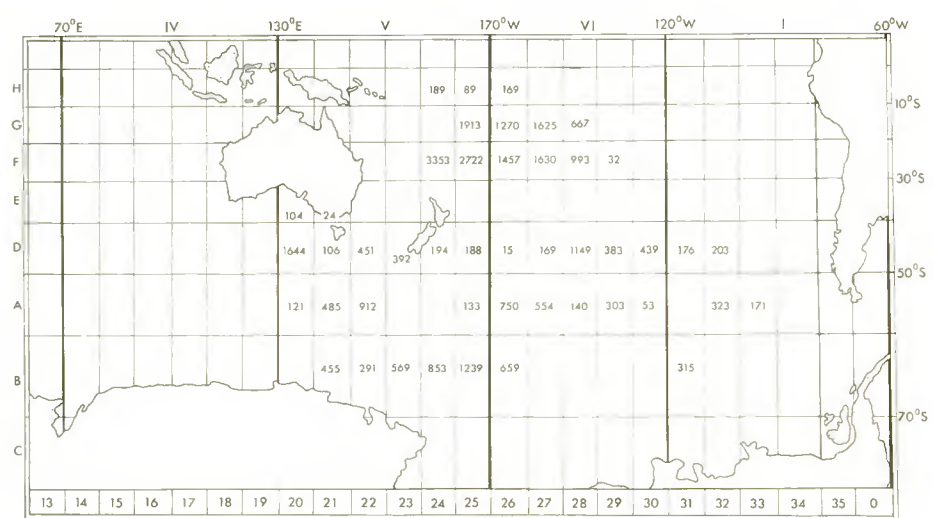 70°E IV 130°E V 170°W VI 120°W I 60°W
H 189 89 169
10°S
G 1913 1270 1625 667
F 3353 2722 1457 1630 993 32
30°S
E
104 24
D 1644 106 451 392 194 188 15 169 1149 383 439 176 203
50°S
A 121 485 912 133 750 554 140 303 53 323 171
B 455 291 569 853 1239 659 315
70°S
C
13 14 15 16 17 18 19 20 21 22 23 24 25 26 27 28 29 30 31 32 33 34 35 0